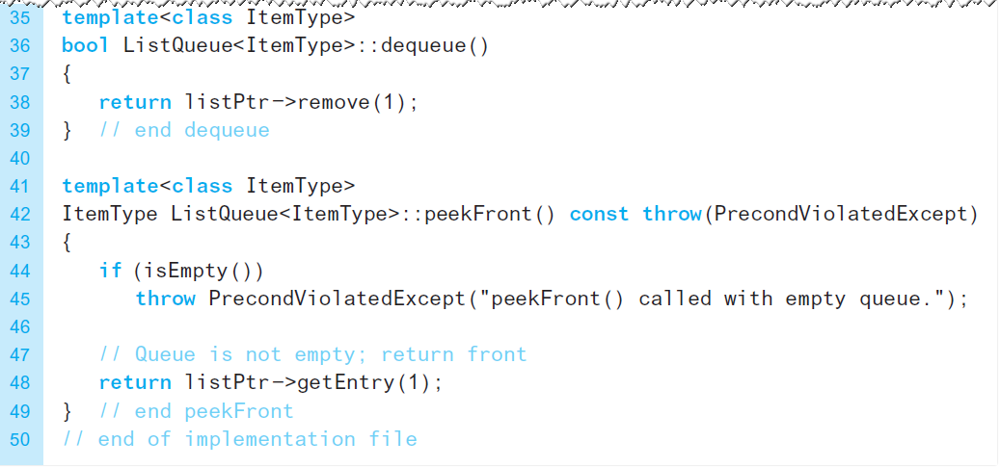 35 template<class ItemType>
36 bool ListQueue<ItemType>::dequeue()
37 {
38    return listPtr->remove(1);
39 }  // end dequeue
40
41 template<class ItemType>
42 ItemType ListQueue<ItemType>::peekFront() const throw(PrecondViolatedExcept)
43 {
44    if (isEmpty())
45       throw PrecondViolatedExcept("peekFront() called with empty queue.");
46
47    // Queue is not empty; return front
48    return listPtr->getEntry(1);
49 }  // end peekFront
50 // end of implementation file